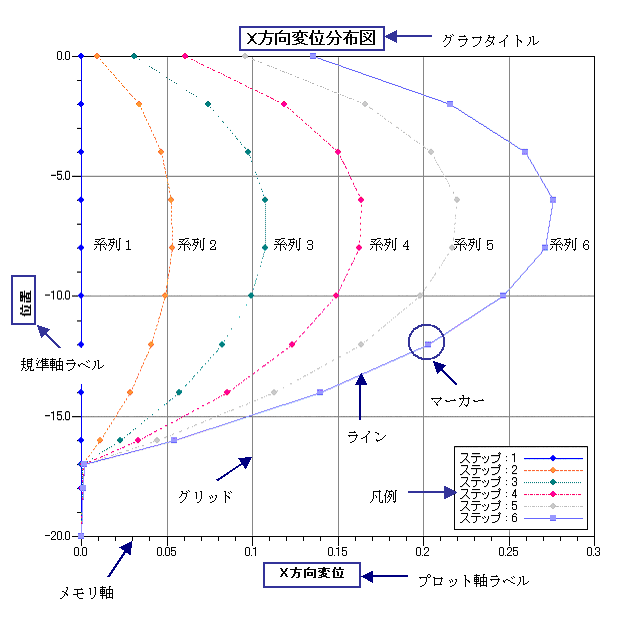 X方向変位分布図
グラフタイトル
0.0
-5.0
系列1
系列2
系列3
系列4
系列5
系列6
位置
-10.0
規準軸ラベル
マーカー
-15.0
ライン
グリッド
凡例
ステップ:1
ステップ:2
ステップ:3
ステップ:4
ステップ:5
ステップ:6
-20.0
0.0
0.05
0.1
0.15
0.2
0.25
0.3
X方向変位
プロット軸ラベル
メモリ軸